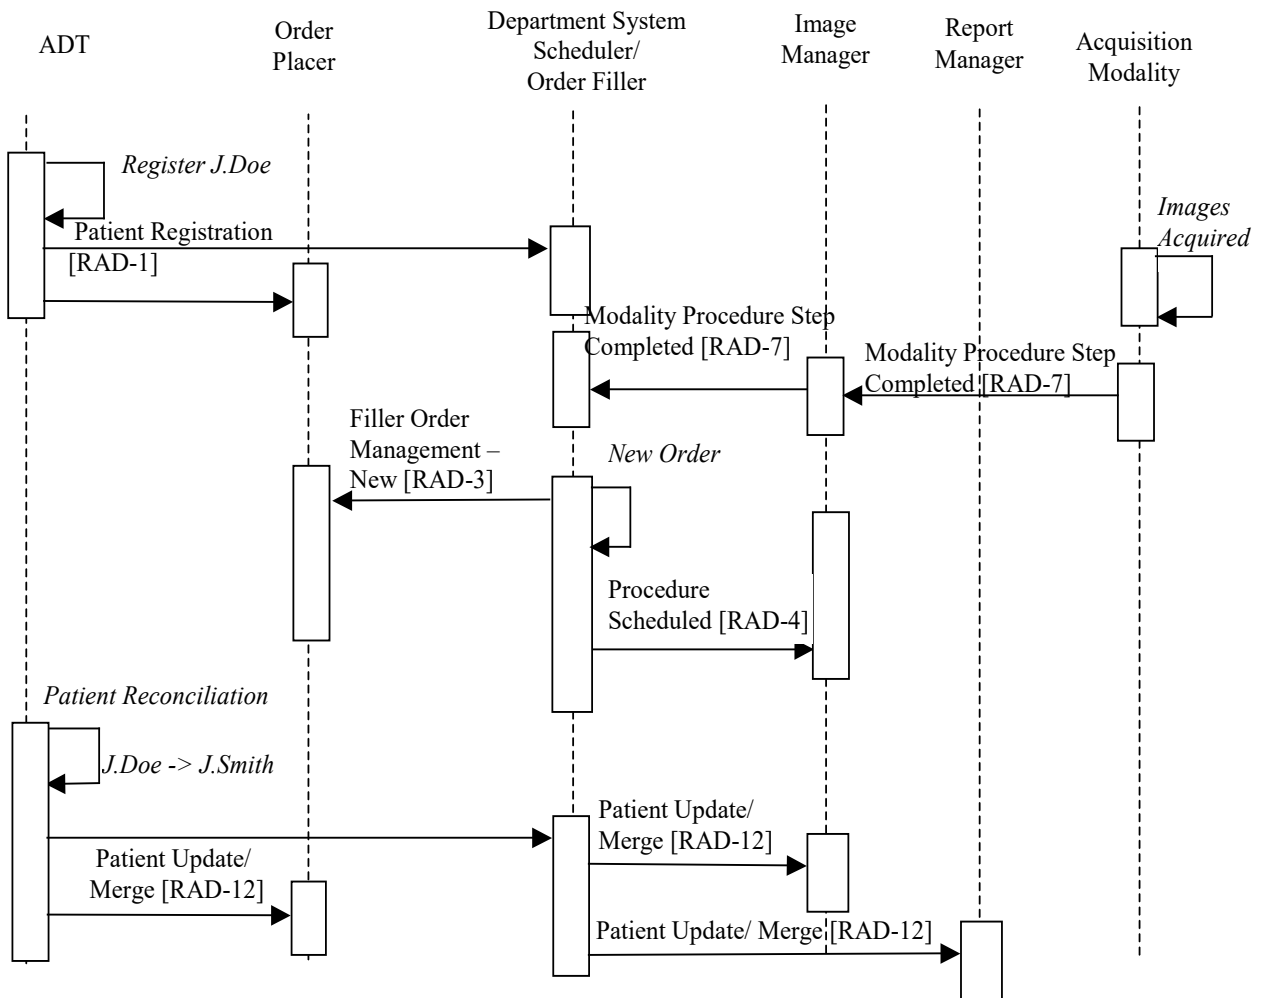 ADT
Order
Placer
Department System
Scheduler/
Order Filler
Image
Manager
Report
Manager
Acquisition
Modality
Register J.Doe
Patient Registration
[RAD-1]
Images
Acquired
Modality Procedure Step
Completed [RAD-7]
Modality Procedure Step
Completed [RAD-7]
Filler Order
Management –
New [RAD-3]
New Order
Procedure
Scheduled [RAD-4]
Patient Reconciliation
J.Doe -> J.Smith
Patient Update/
Merge [RAD-12]
Patient Update/
Merge [RAD-12]
Patient Update/ Merge [RAD-12]